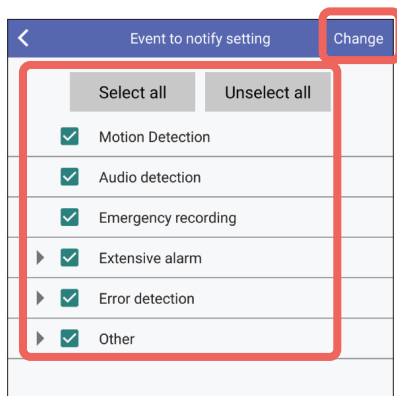 Event to notify setting Change
Select all Unselect all
Motion Detection
Audio detection
Emergency recording
Extensive alarm
Error detection
Other